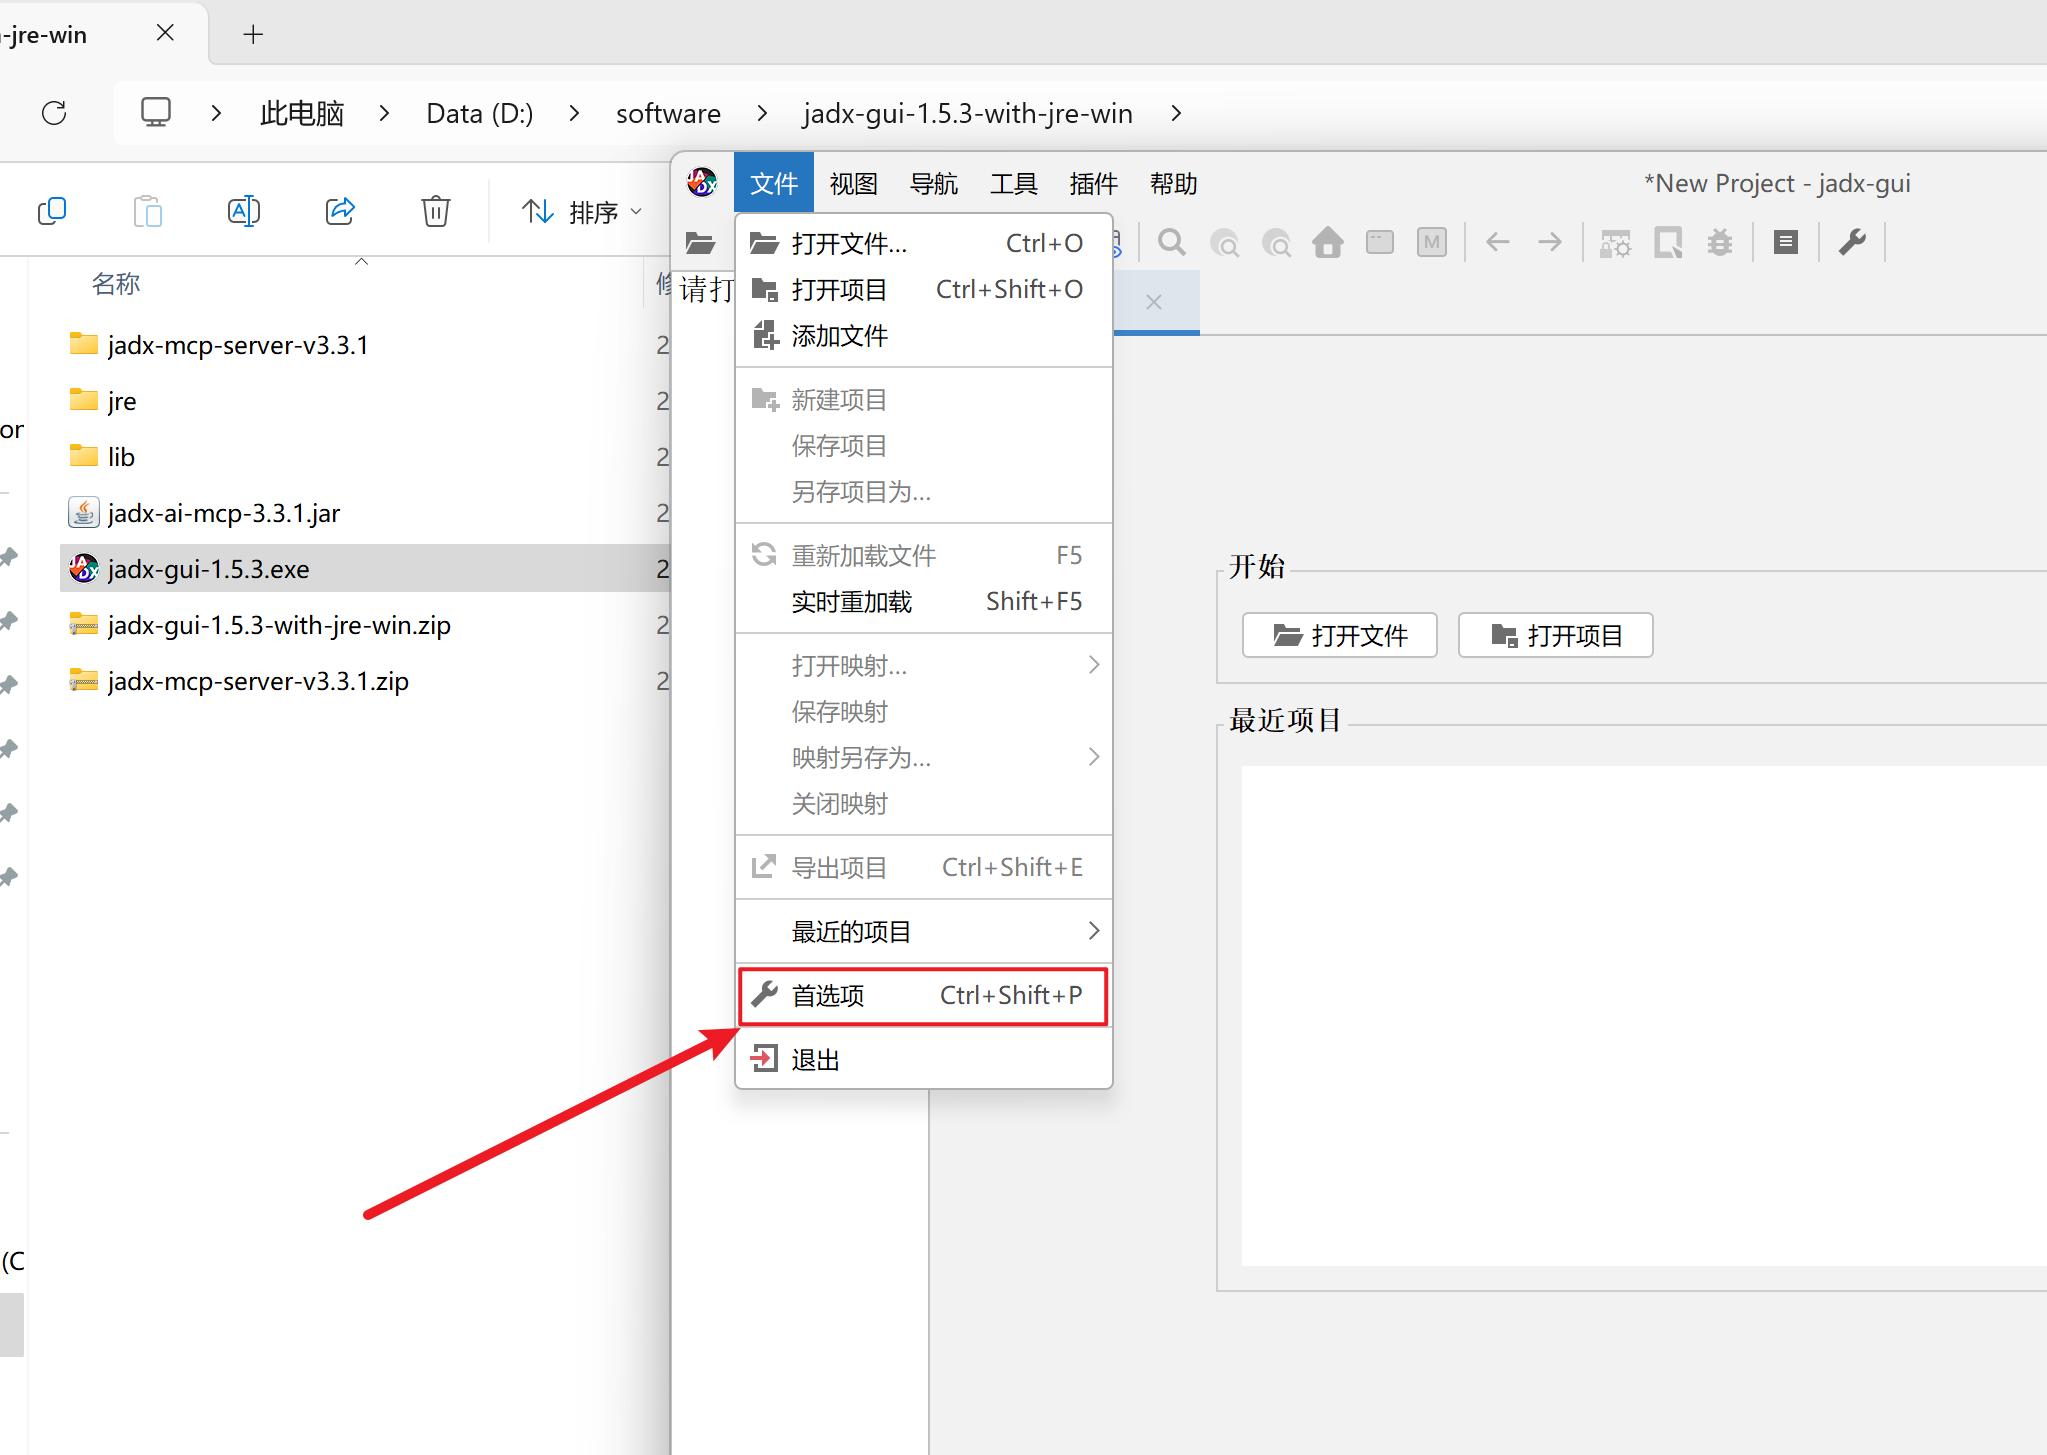 -jre-win
此电脑 Data (D:) software jadx-gui-1.5.3-with-jre-win
排序
名称
修
jadx-mcp-server-v3.3.1
jre
lib
jadx-ai-mcp-3.3.1.jar
jadx-gui-1.5.3.exe
jadx-gui-1.5.3-with-jre-win.zip
jadx-mcp-server-v3.3.1.zip
2
2
2
2
2
2
2
or
(C
文件 视图 导航 工具 插件 帮助
*New Project - jadx-gui
M
请打
打开文件... Ctrl+O
打开项目 Ctrl+Shift+O
添加文件
新建项目
保存项目
另存项目为...
重新加载文件 F5
实时重加载 Shift+F5
打开映射...
保存映射
映射另存为...
关闭映射
导出项目 Ctrl+Shift+E
最近的项目
首选项 Ctrl+Shift+P
退出
开始
打开文件 打开项目
最近项目